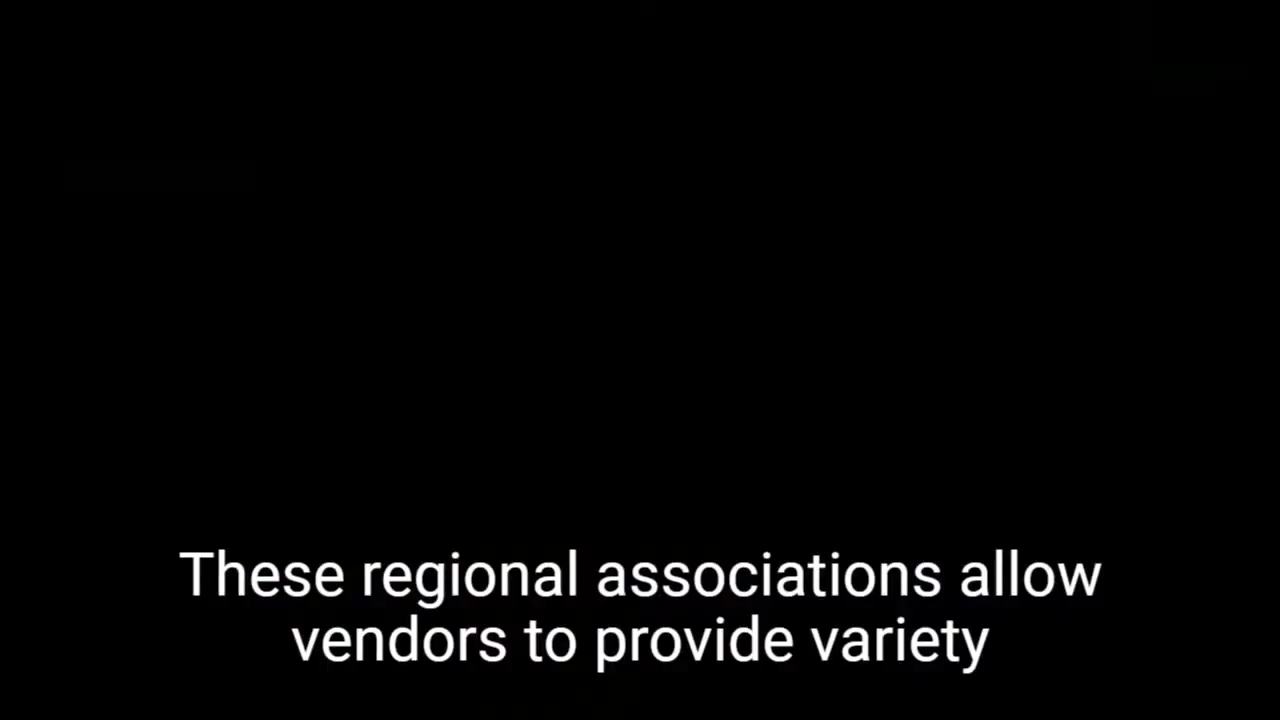 These regional associations allow
vendors to provide variety